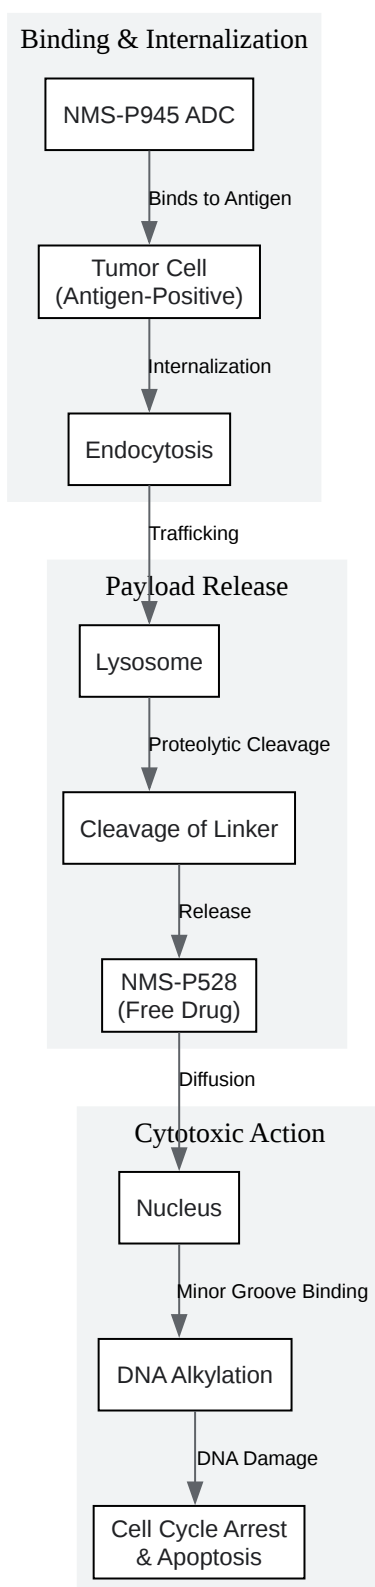 Binding & Internalization
NMS-P945 ADC
Binds to Antigen
Tumor Cell
(Antigen-Positive)
Internalization
Endocytosis
Trafficking
Payload Release
Lysosome
Proteolytic Cleavage
Cleavage of Linker
Release
NMS-P528
(Free Drug)
Diffusion
Cytotoxic Action
Nucleus
Minor Groove Binding
DNA Alkylation
DNA Damage
Cell Cycle Arrest
& Apoptosis